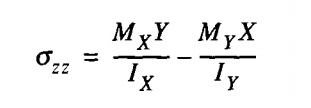 σ_zz = M_X Y / I_X − M_Y X / I_Y